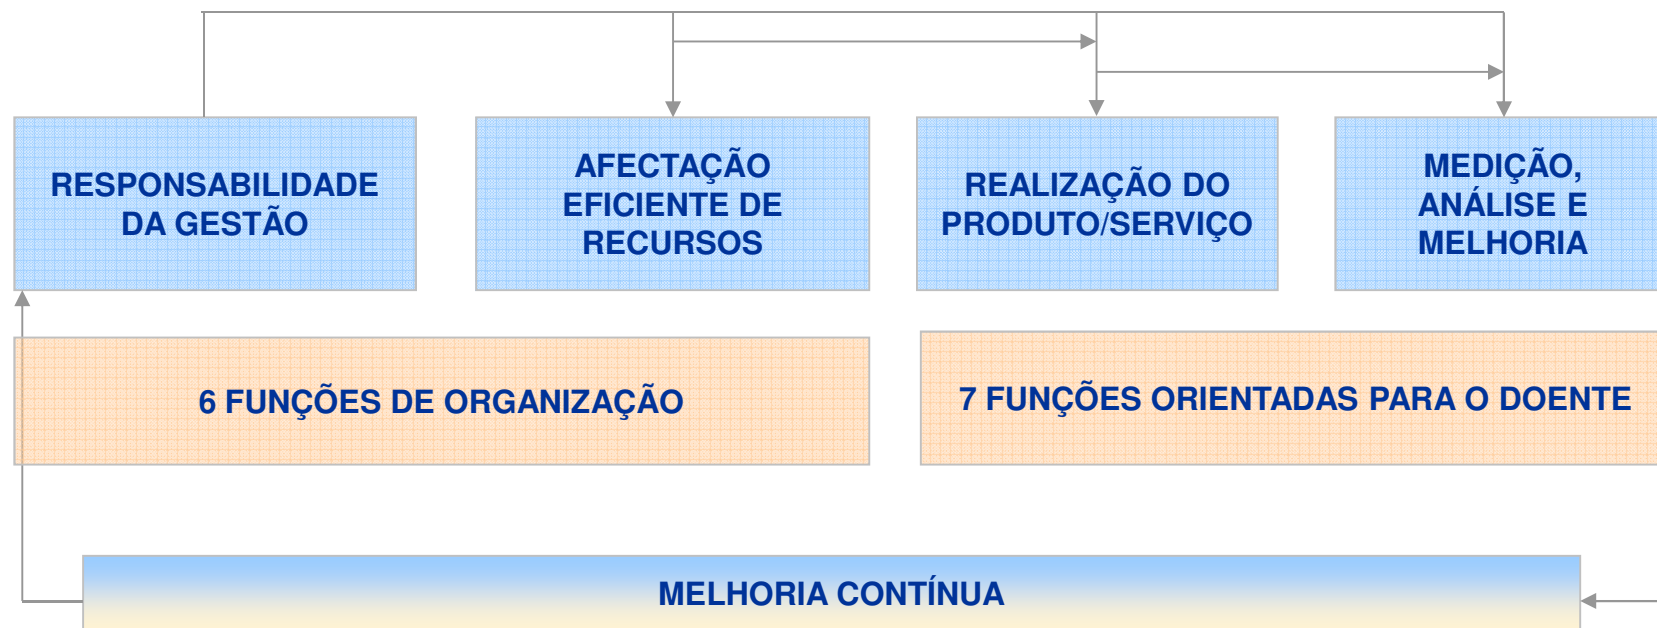 RESPONSABILIDADE
DA GESTÃO
AFECTAÇÃO
EFICIENTE DE
RECURSOS
REALIZAÇÃO DO
PRODUTO/SERVIÇO
MEDIÇÃO,
ANÁLISE E
MELHORIA
6 FUNÇÕES DE ORGANIZAÇÃO
7 FUNÇÕES ORIENTADAS PARA O DOENTE
MELHORIA CONTÍNUA